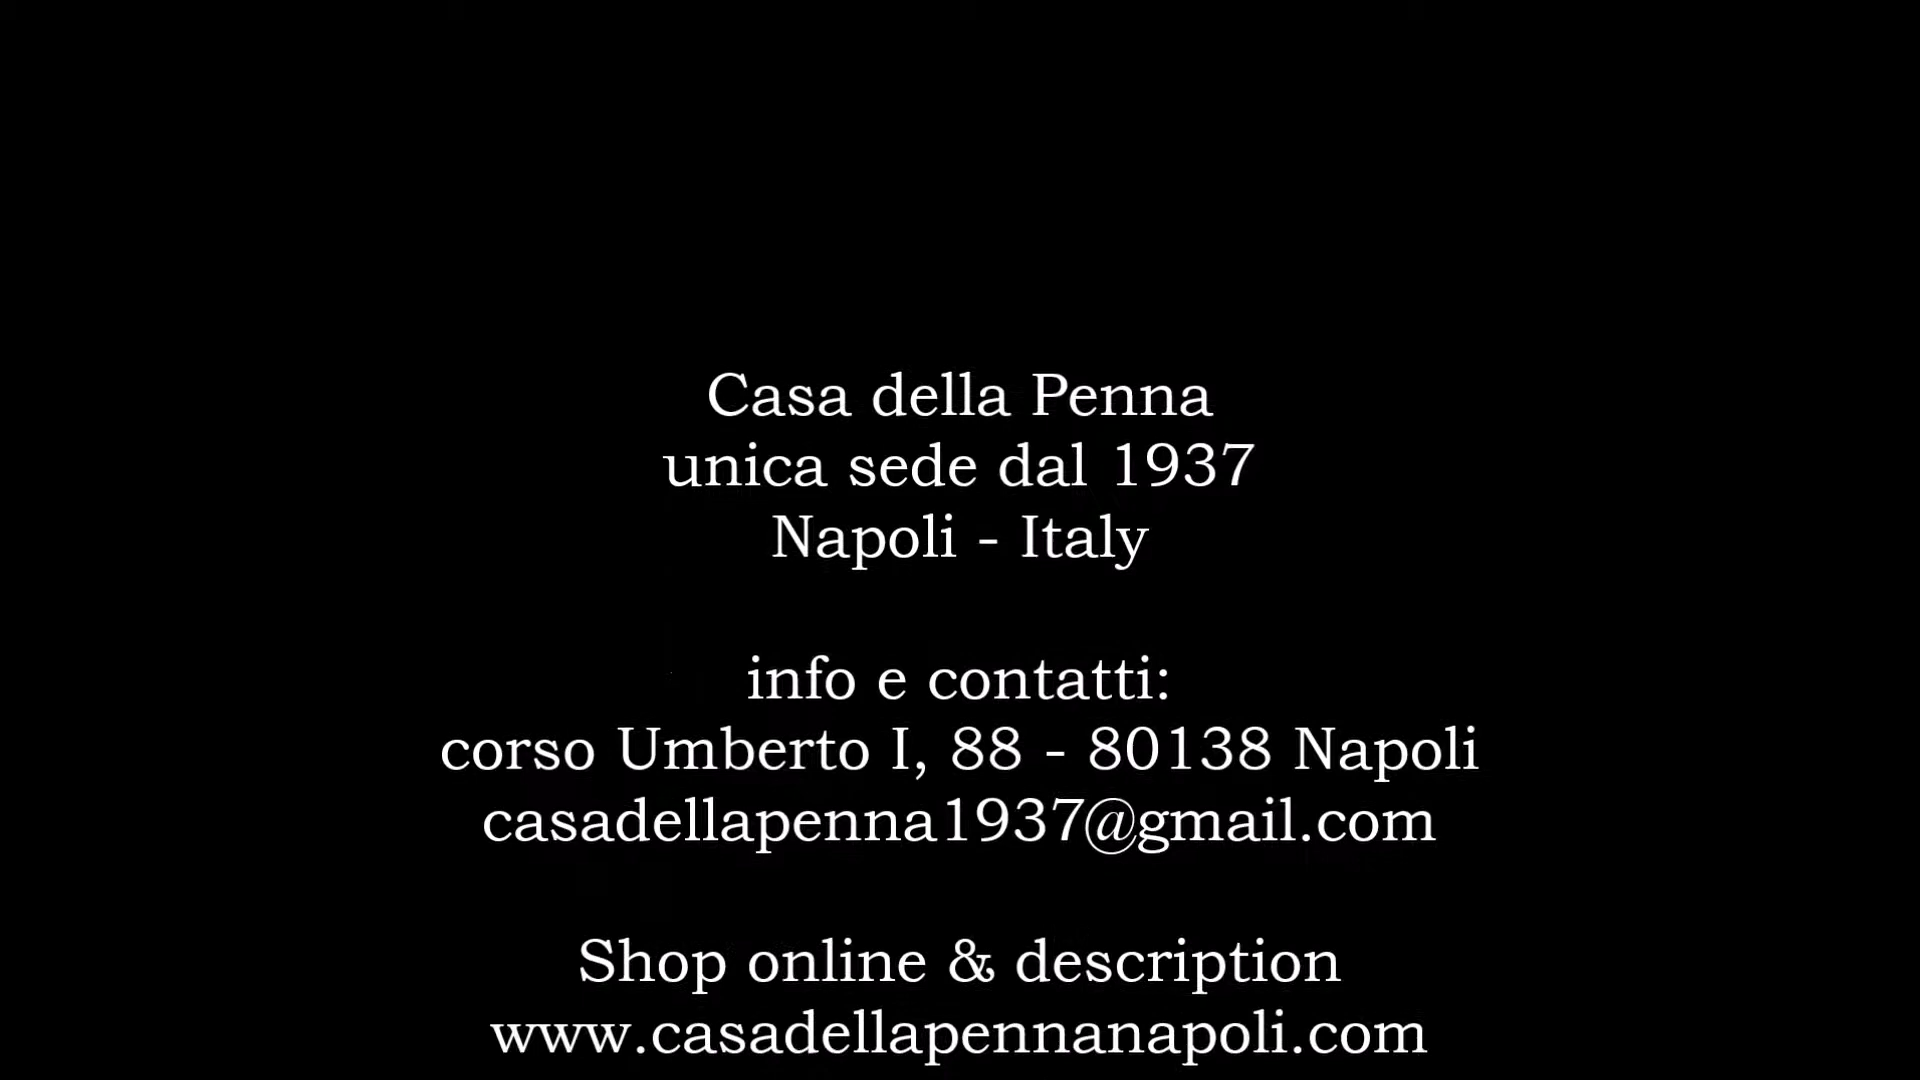 Casa della Penna
unica sede dal 1937
Napoli - Italy
info e contatti:
corso Umberto I, 88 - 80138 Napoli
casadellapenna1937@gmail.com
Shop online & description
www.casadellapennanapoli.com